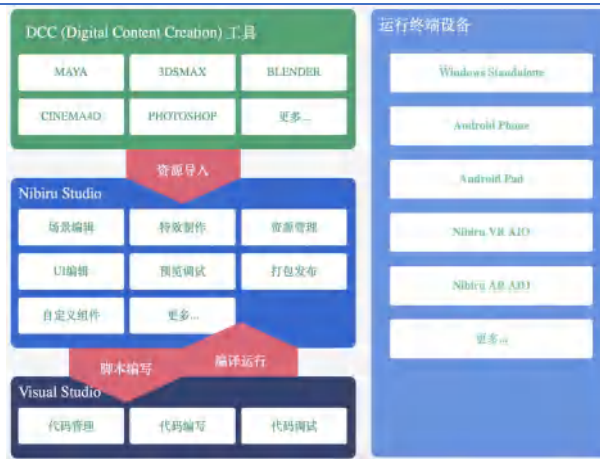 DCC (Digital Content Creation) 工具
MAYA
3DSMAX
BLENDER
CINEMA4D
PHOTOSHOP
更多...
资源导入
Nibiru Studio
场景编辑
特效制作
资源管理
UI编辑
预览调试
打包发布
自定义组件
更多...
脚本编写
编译运行
Visual Studio
代码管理
代码编写
代码调试
运行终端设备
Windows Standalone
Android Phone
Android Pad
Nibiru VR AIO
Nibiru AR
更多...